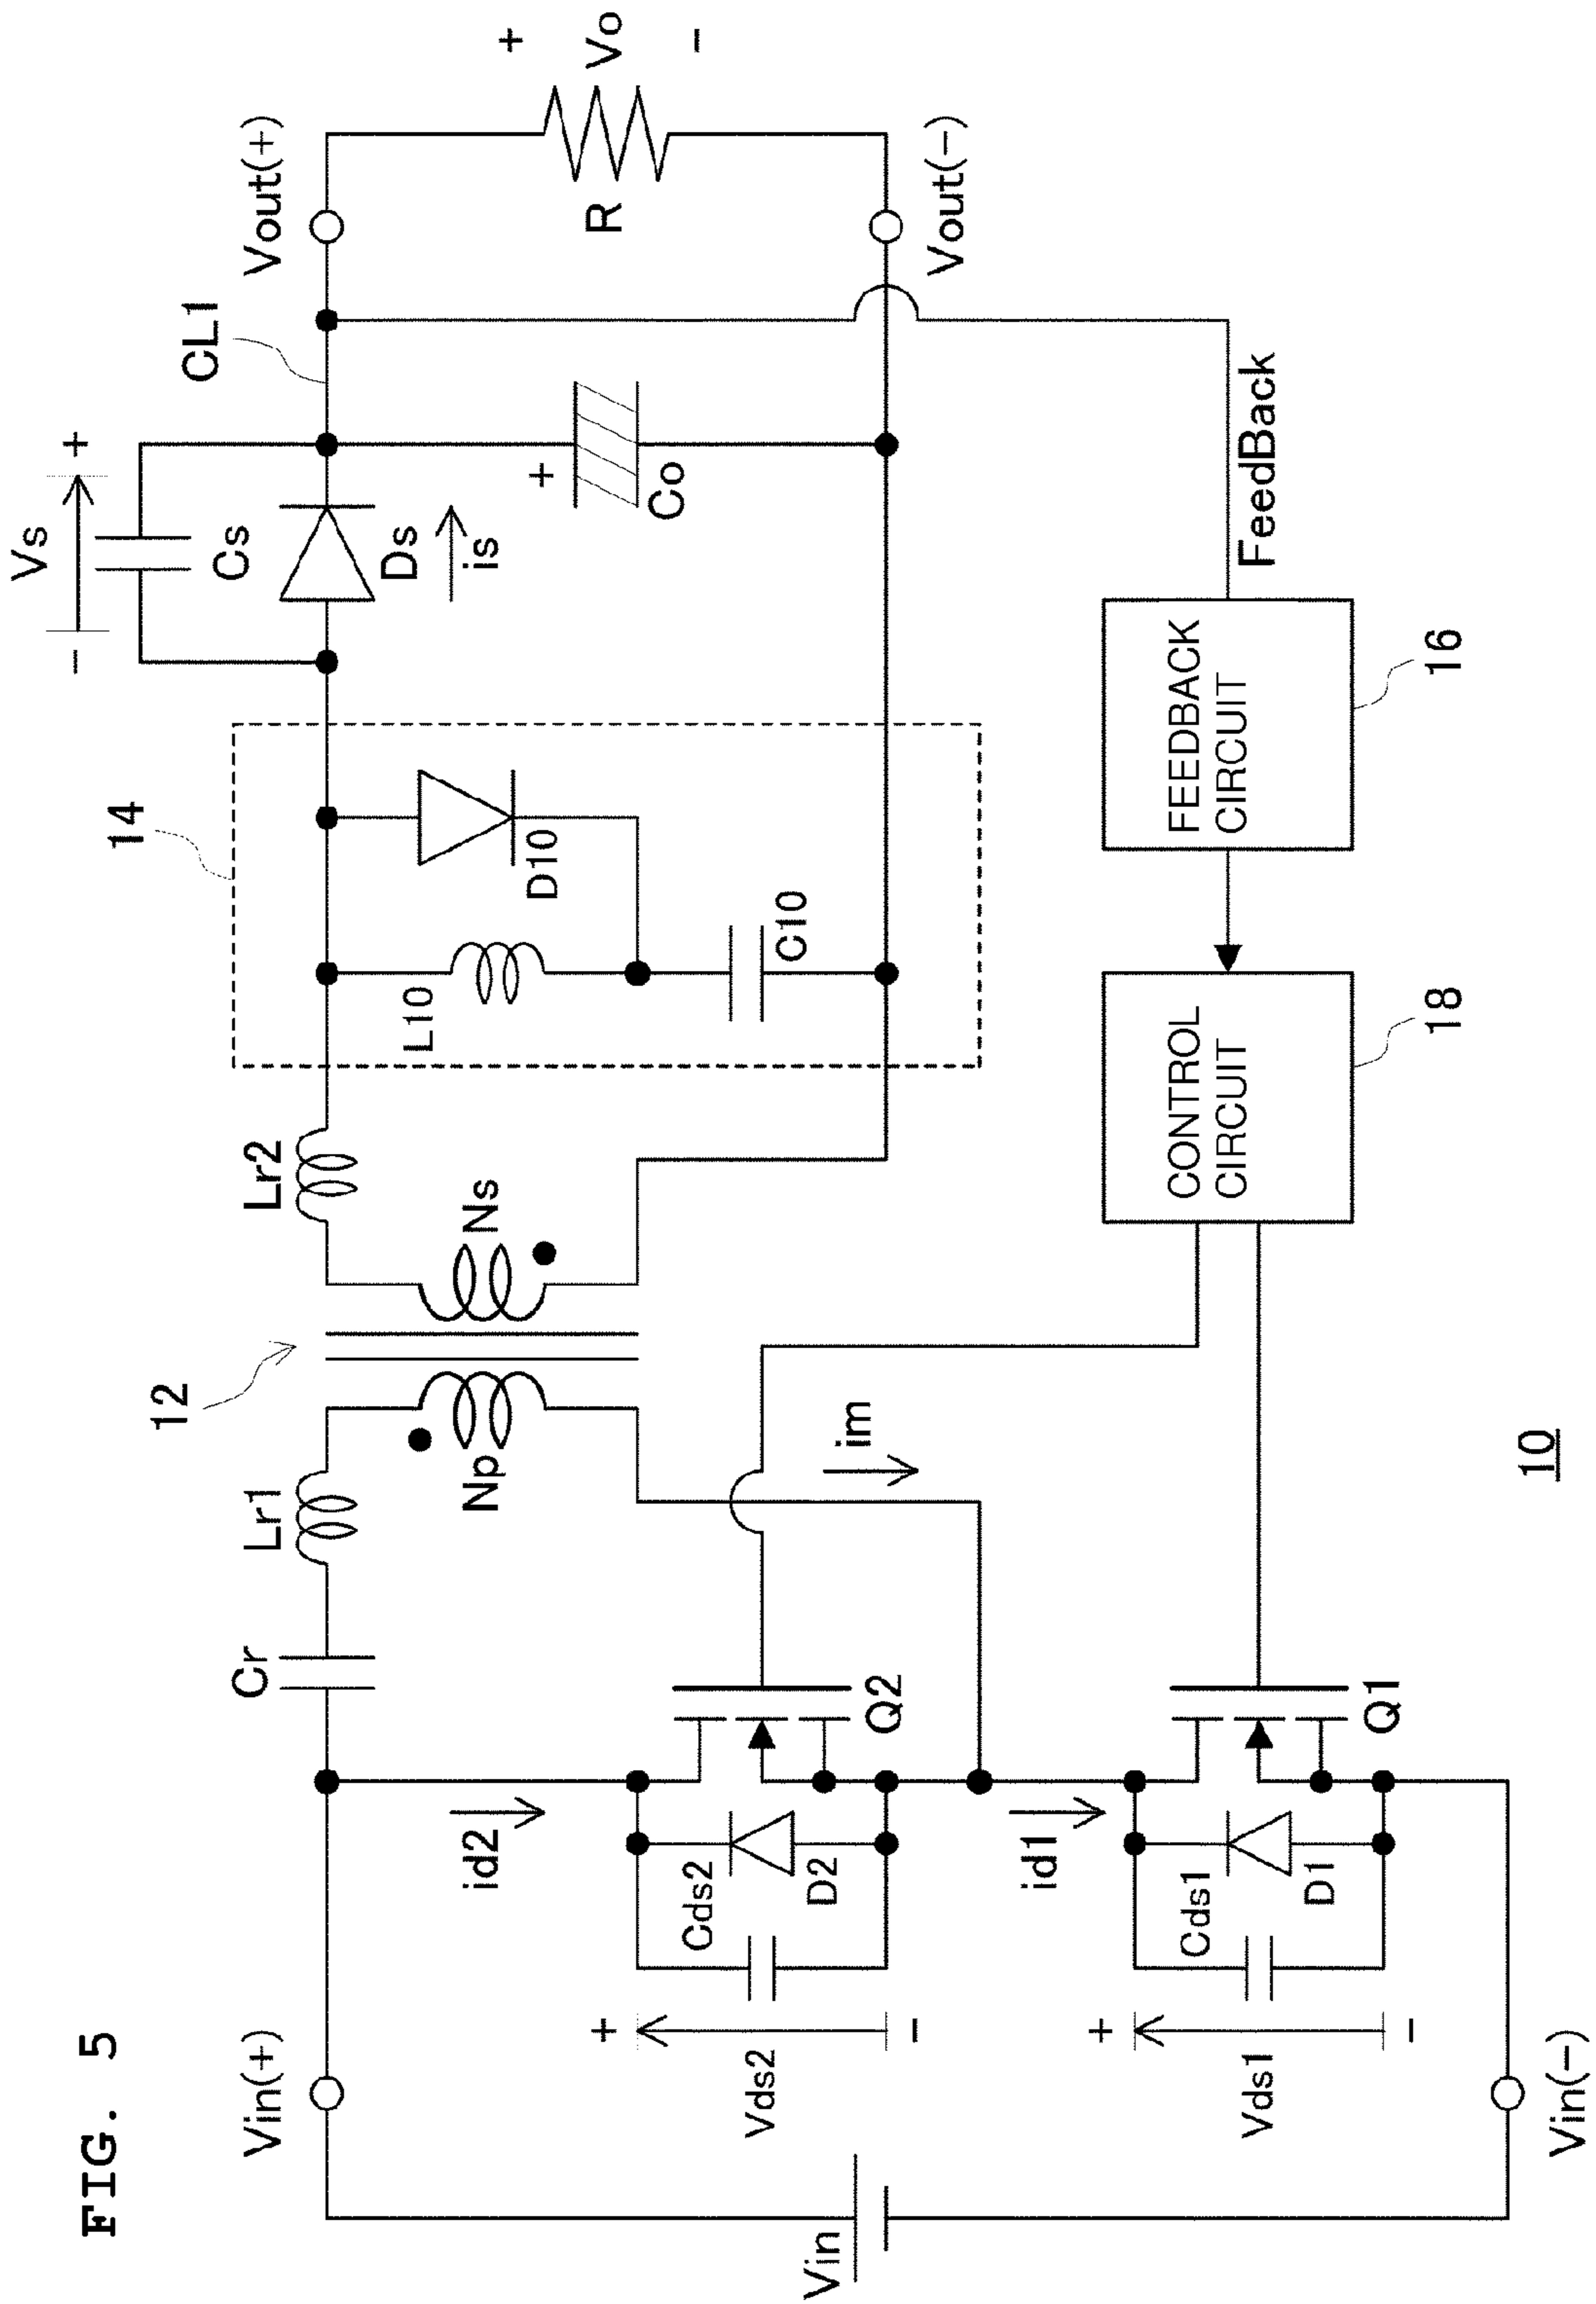 FIG. 5
Vin
Vin(+)
Vin(-)
+
Vds2
-
+
Vds1
-
Cds2
D2
id2
Q2
Cds1
D1
id1
Q1
Cr
Lr1
Np
im
12
Ns
Lr2
14
L10
D10
C10
- Vs +
Cs
Ds
is
CL1
+
Co
Vout(+)
Vout(-)
R
+
Vo
-
FeedBack
FEEDBACK
CIRCUIT
16
CONTROL
CIRCUIT
18
10